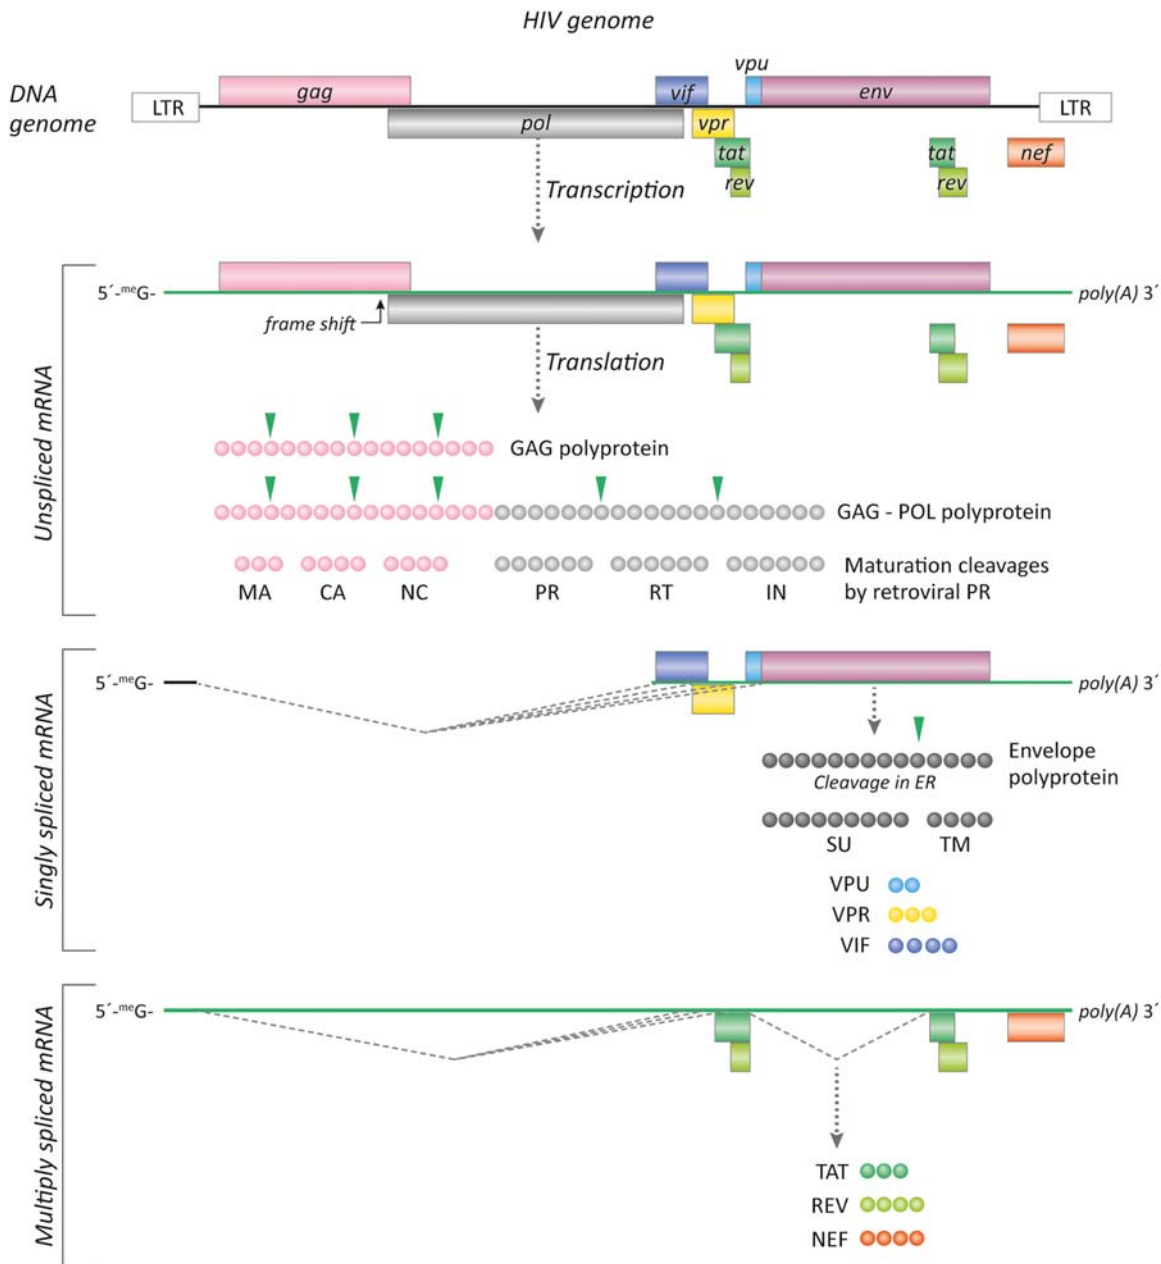 HIV genome
DNA
genome
LTR
gag
pol
vif
vpr
vpu
env
LTR
tat
rev
tat
rev
nef
Transcription
Unspliced mRNA
5´-meG-
poly(A) 3´
frame shift
Translation
GAG polyprotein
GAG - POL polyprotein
MA CA NC PR RT IN
Maturation cleavages
by retroviral PR
Singly spliced mRNA
5´-meG-
poly(A) 3´
Envelope
polyprotein
Cleavage in ER
SU TM
VPU
VPR
VIF
Multiply spliced mRNA
5´-meG-
poly(A) 3´
TAT
REV
NEF